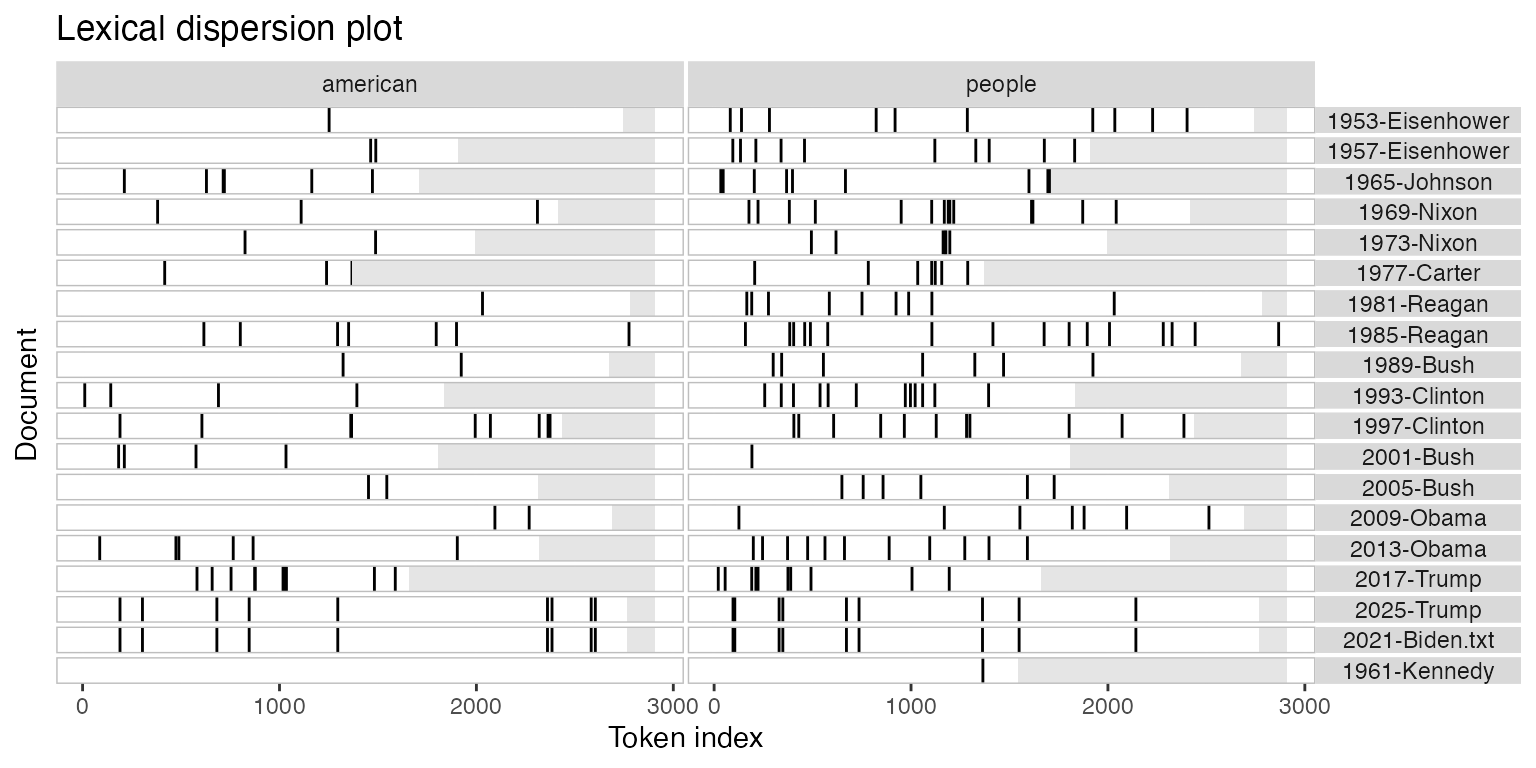 Lexical dispersion plot
american people
1953-Eisenhower
1957-Eisenhower
1965-Johnson
1969-Nixon
1973-Nixon
1977-Carter
1981-Reagan
1985-Reagan
1989-Bush
1993-Clinton
1997-Clinton
2001-Bush
2005-Bush
2009-Obama
2013-Obama
2017-Trump
2025-Trump
2021-Biden.txt
1961-Kennedy
Document
0 1000 2000 3000 0 1000 2000 3000
Token index